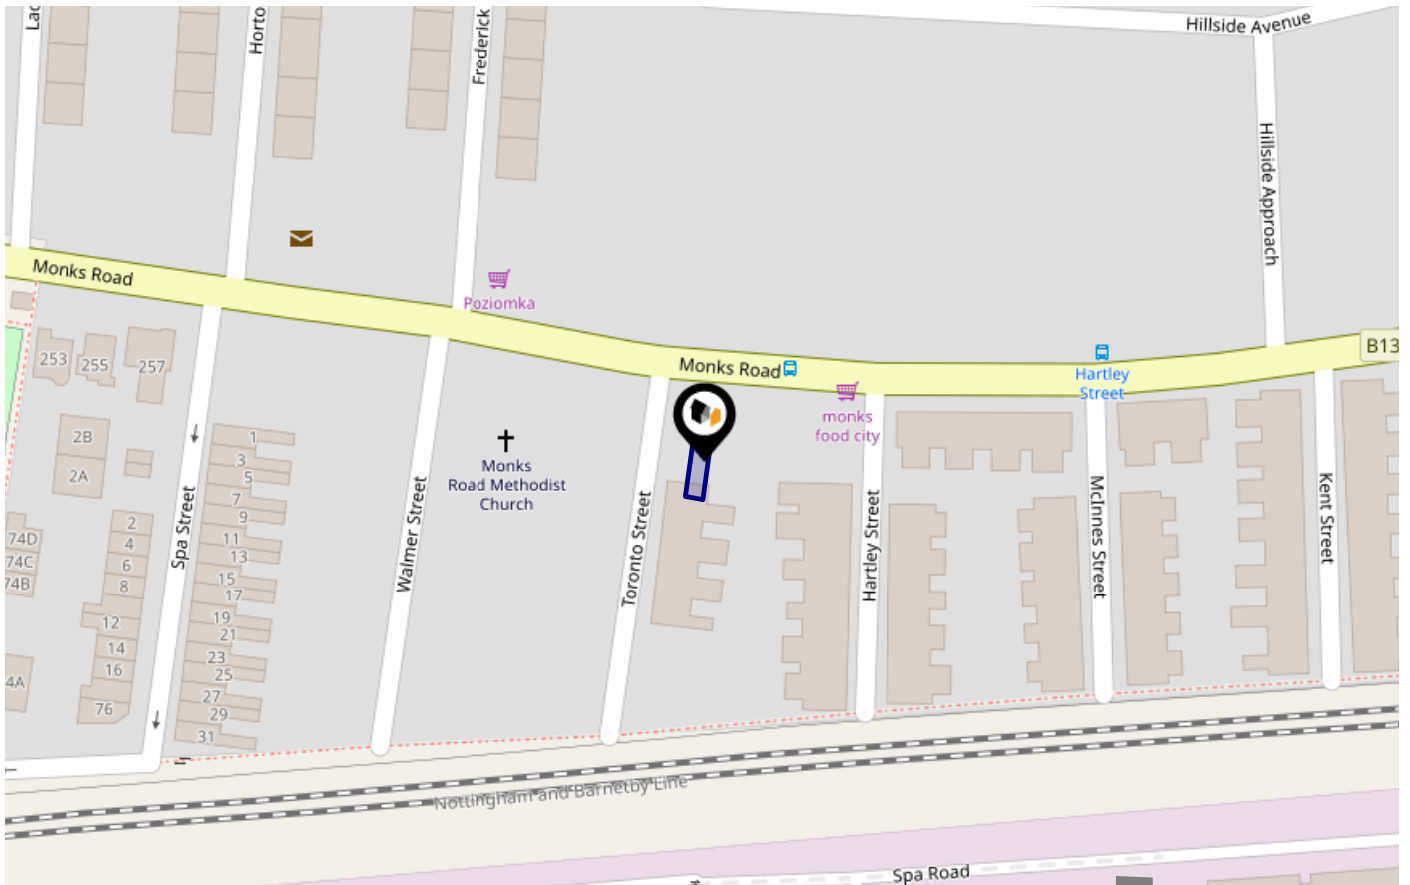 Hillside Avenue
Lac
Horto
Frederick
Hillside Approach
Monks Road
Poziomka
Monks Road
Hartley
Street
B13
monks
food city
253
255
257
2B
2A
1
3
5
7
9
11
13
15
17
19
21
23
25
27
29
31
2
4
6
8
12
14
16
76
74D
74C
74B
4A
Monks
Road Methodist
Church
Spa Street
Walmer Street
Toronto Street
Hartley Street
McInnes Street
Kent Street
Nottingham and Barnetby Line
Spa Road